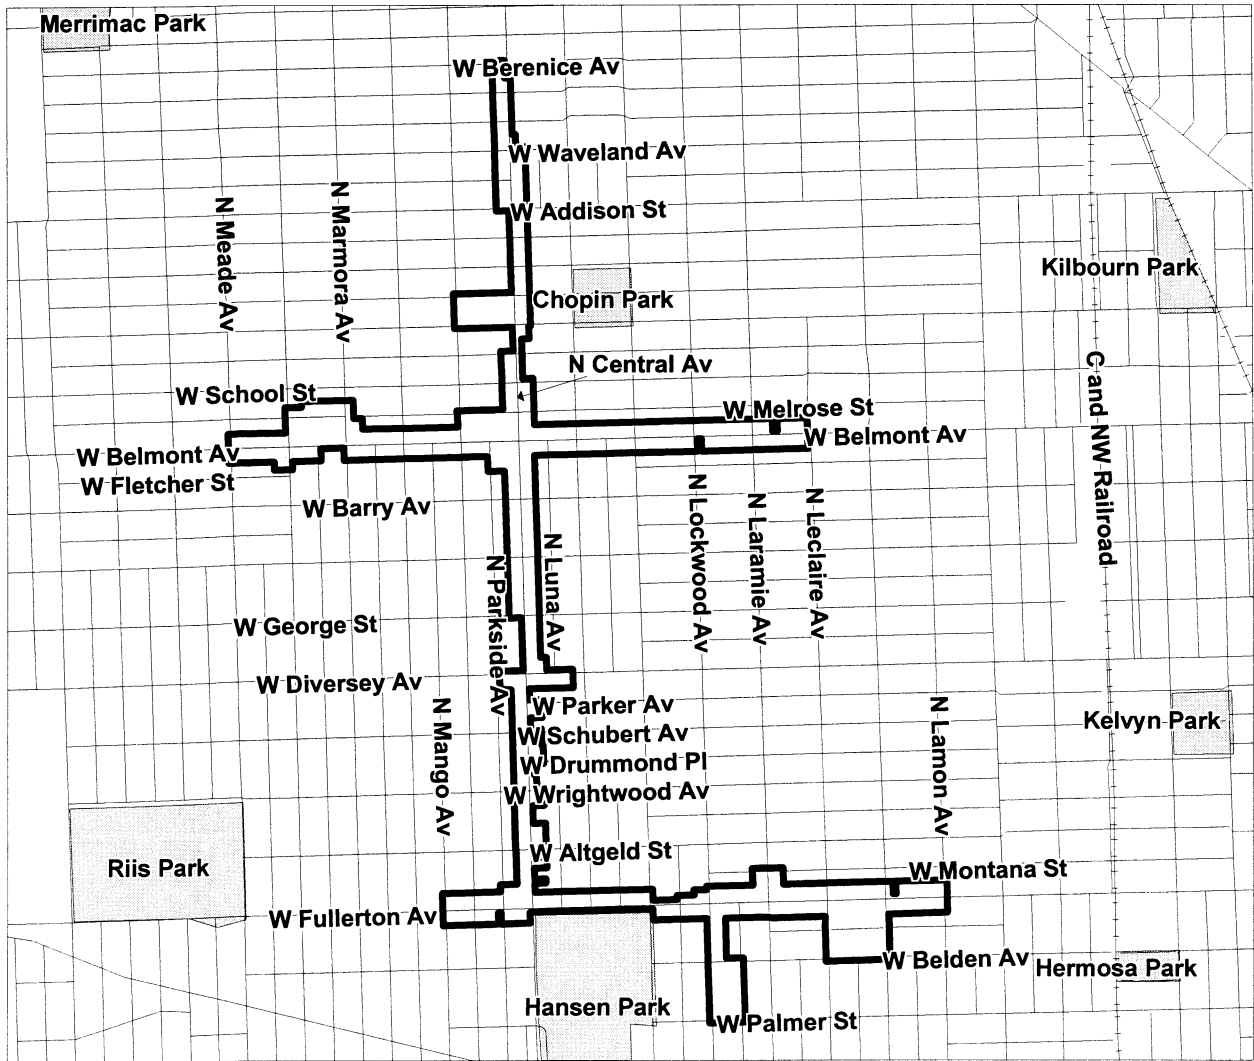 Merrimac Park
W Berenice Av
W Waveland Av
N Meade Av
N Marmora Av
W Addison St
Kilbourn Park
Chopin Park
N Central Av
C and NW Railroad
W School St
W Melrose St
W Belmont Av
W Belmont Av
W Fletcher St
W Barry Av
N Lockwood Av
N Laramie Av
N Leclaire Av
N Luna Av
N Parkside Av
W George St
W Diversey Av
N Mango Av
W Parker Av
N Lamon Av
Kelvyn Park
W Schubert Av
W Drummond Pl
W Wrightwood Av
W Altgeld St
Riis Park
W Montana St
W Fullerton Av
W Belden Av
Hermosa Park
Hansen Park
W Palmer St